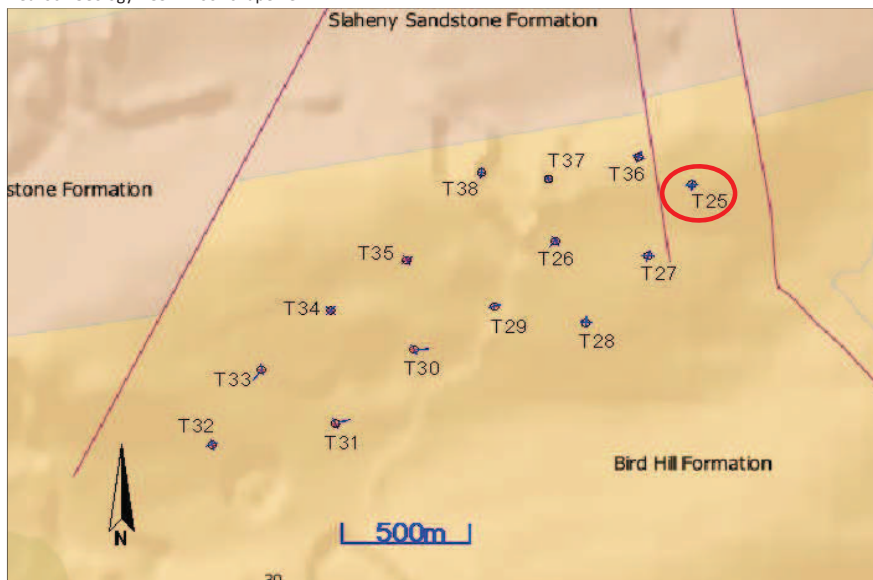 Slaheny Sandstone Formation
stone Formation
T37
T36
T38
T25
T26
T35
T27
T34
T29
T28
T30
T33
T32
T31
Bird Hill Formation
N
500m